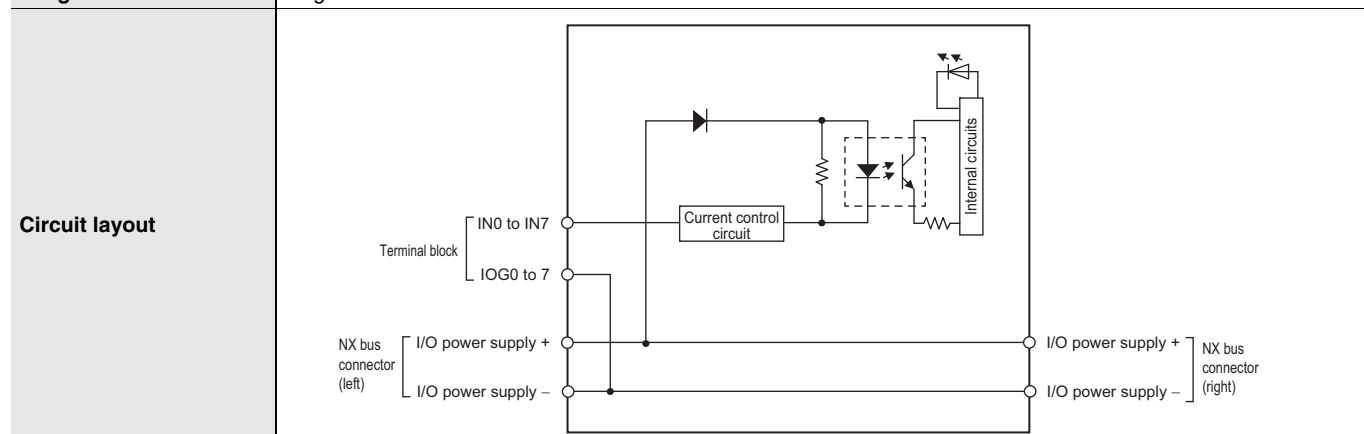 Circuit layout
Internal circuits
IN0 to IN7
Current control
circuit
Terminal block
IOG0 to 7
NX bus
connector
(left)
I/O power supply +
I/O power supply –
I/O power supply +
I/O power supply –
NX bus
connector
(right)